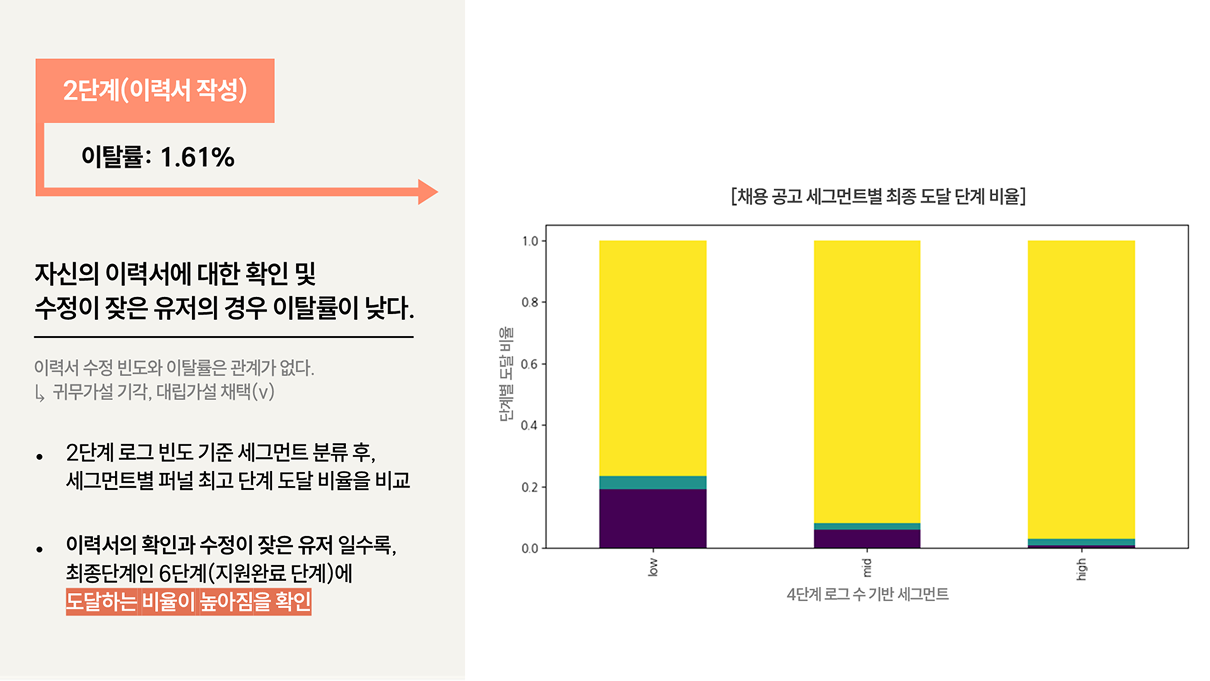 2단계(이력서 작성)
이탈률: 1.61%
자신의 이력서에 대한 확인 및
수정이 잦은 유저의 경우 이탈률이 낮다.
이력서 수정 빈도와 이탈률은 관계가 없다.
↳ 귀무가설 기각, 대립가설 채택(v)
• 2단계 로그 빈도 기준 세그먼트 분류 후,
세그먼트별 퍼널 최고 단계 도달 비율을 비교
• 이력서의 확인과 수정이 잦은 유저 일수록,
최종단계인 6단계(지원완료 단계)에
도달하는 비율이 높아짐을 확인
[채용 공고 세그먼트별 최종 도달 단계 비율]
단계별 도달 비율
1.0
0.8
0.6
0.4
0.2
0.0
low
mid
high
4단계 로그 수 기반 세그먼트